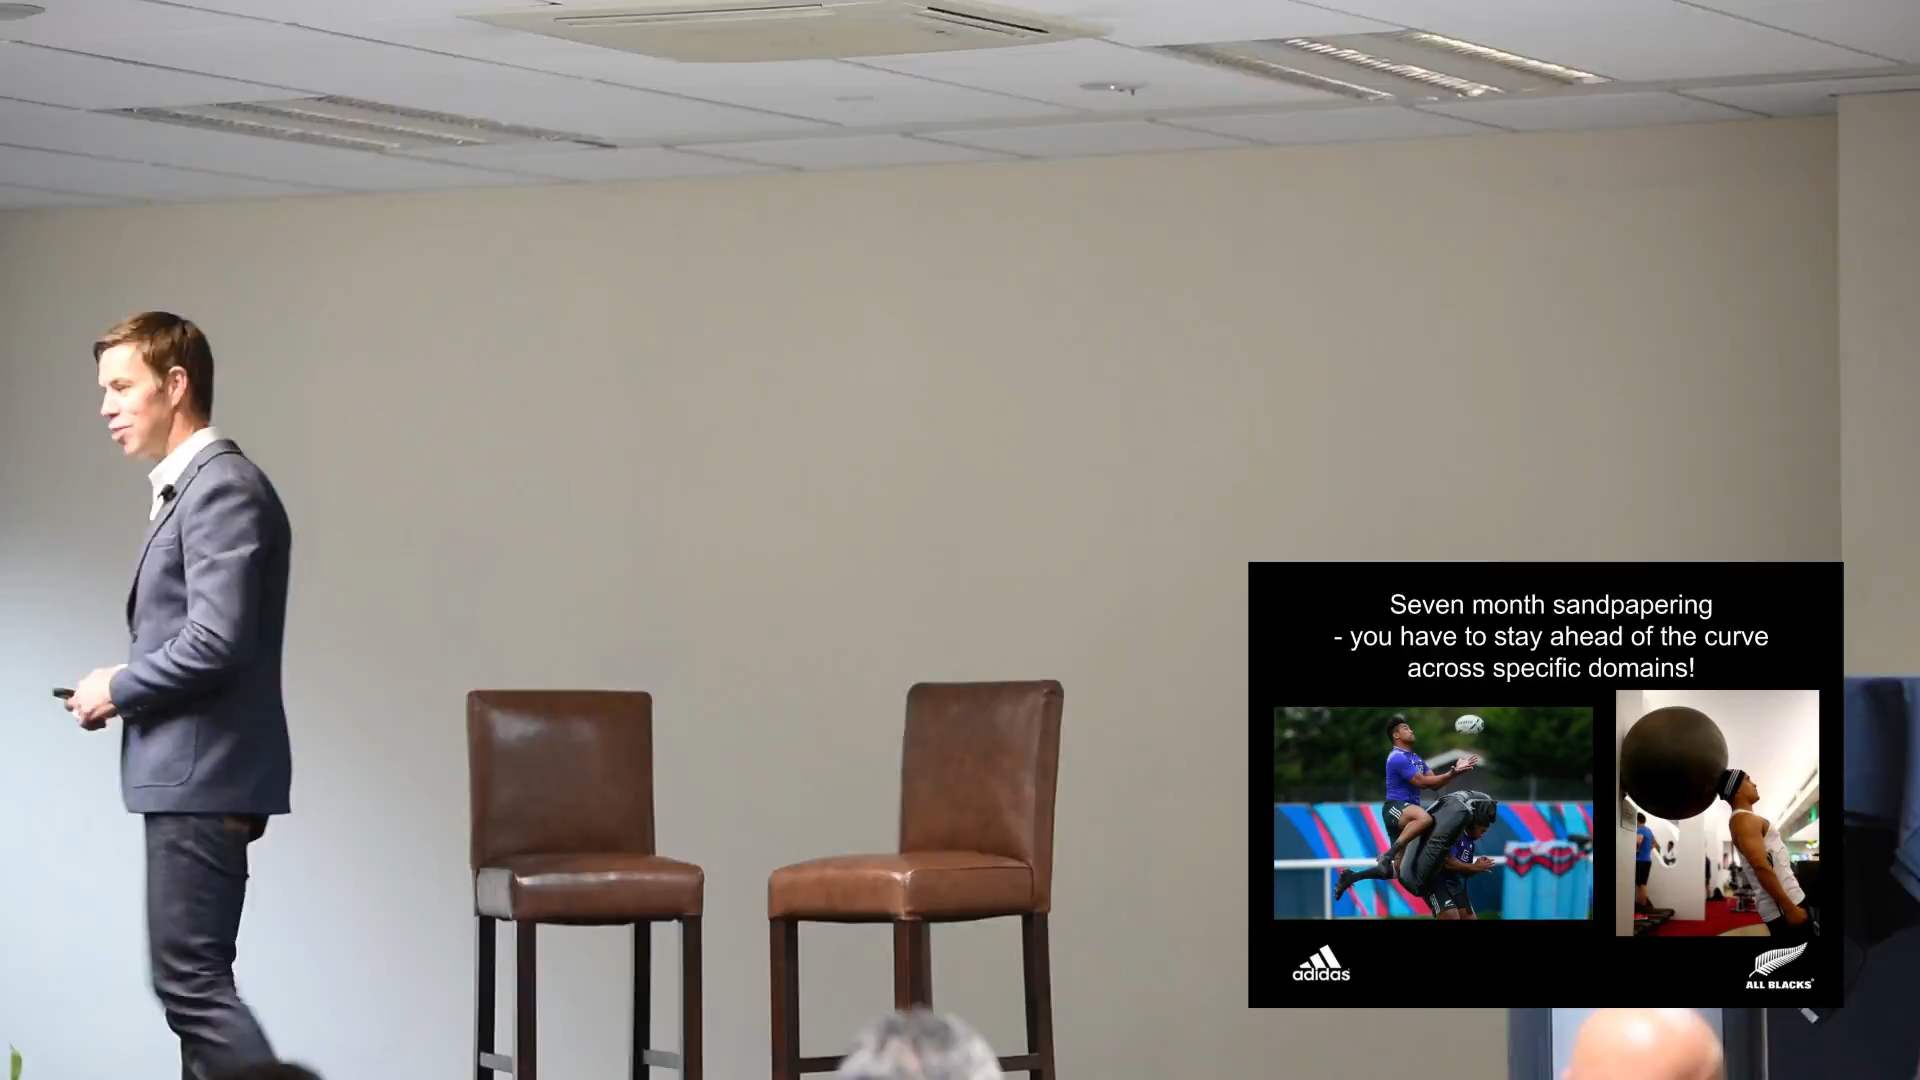 Seven month sandpapering
- you have to stay ahead of the curve
across specific domains!
adidas
ALL BLACKS